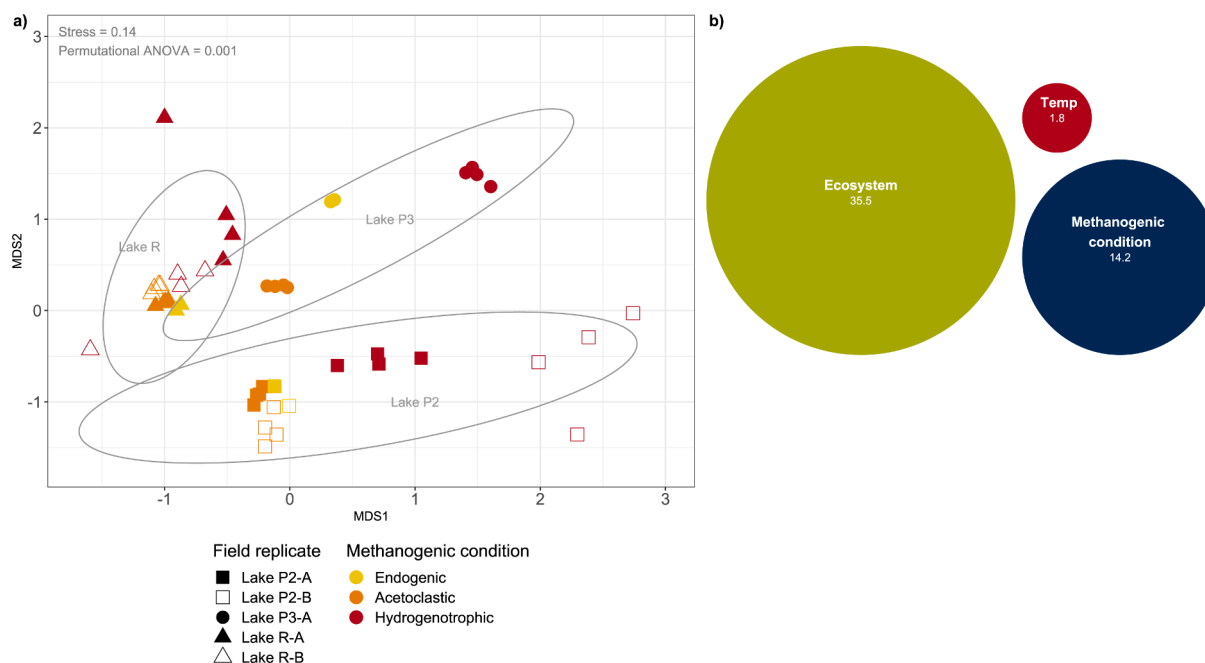 a)
Stress = 0.14
Permutational ANOVA = 0.001
3
2
1
0
-1
MDS2
Lake R
Lake P3
Lake P2
-1
0
1
2
3
MDS1
Field replicate
Lake P2-A
Lake P2-B
Lake P3-A
Lake R-A
Lake R-B
Methanogenic condition
Endogenic
Acetoclastic
Hydrogenotrophic
b)
Ecosystem
35.5
Temp
1.8
Methanogenic
condition
14.2